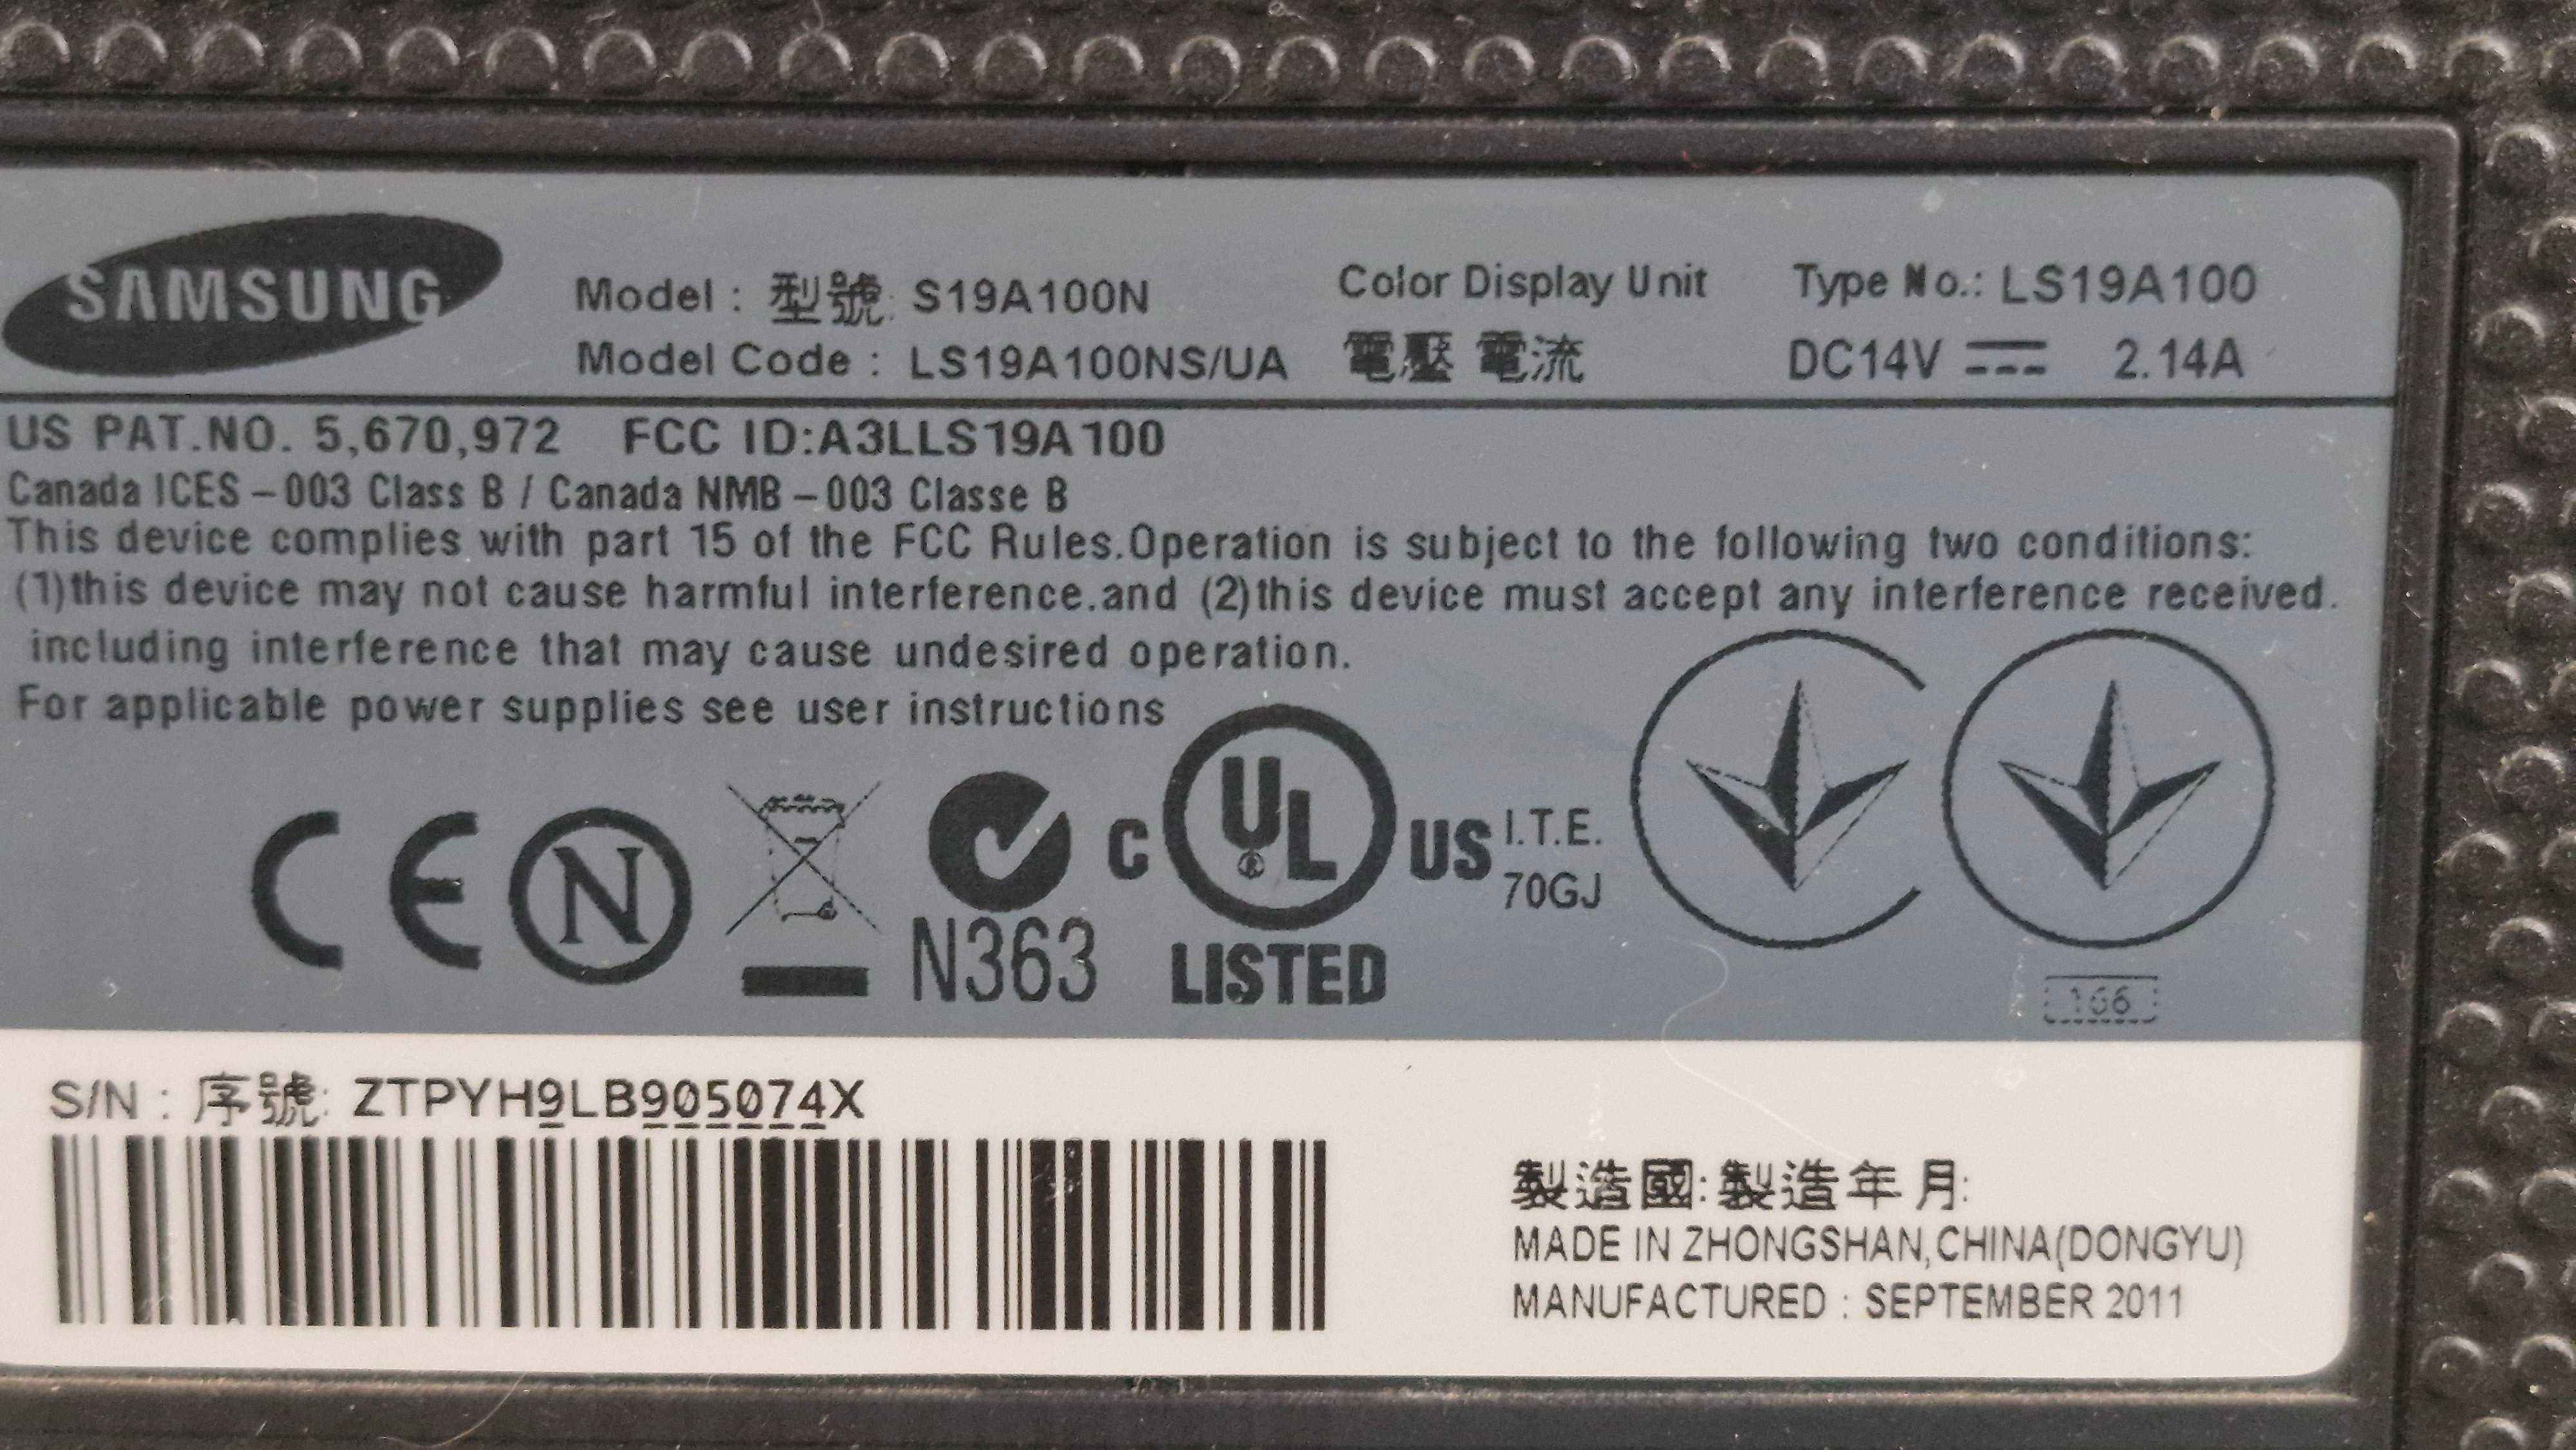 SAMSUNG
Model : 型號: S19A100N Color Display Unit Type No.: LS19A100
Model Code : LS19A100NS/UA 電壓 電流 DC14V 2.14A
US PAT.NO. 5,670,972 FCC ID:A3LLS19A100
Canada ICES-003 Class B / Canada NMB-003 Classe B
This device complies with part 15 of the FCC Rules.Operation is subject to the following two conditions:
(1)this device may not cause harmful interference.and (2)this device must accept any interference received.
including interference that may cause undesired operation.
For applicable power supplies see user instructions
CE N N363 C UL® US LISTED I.T.E.
70GJ
166
S/N : 序號: ZTPYH9LB905074X
製造國: 製造年月:
MADE IN ZHONGSHAN,CHINA(DONGYU)
MANUFACTURED : SEPTEMBER 2011